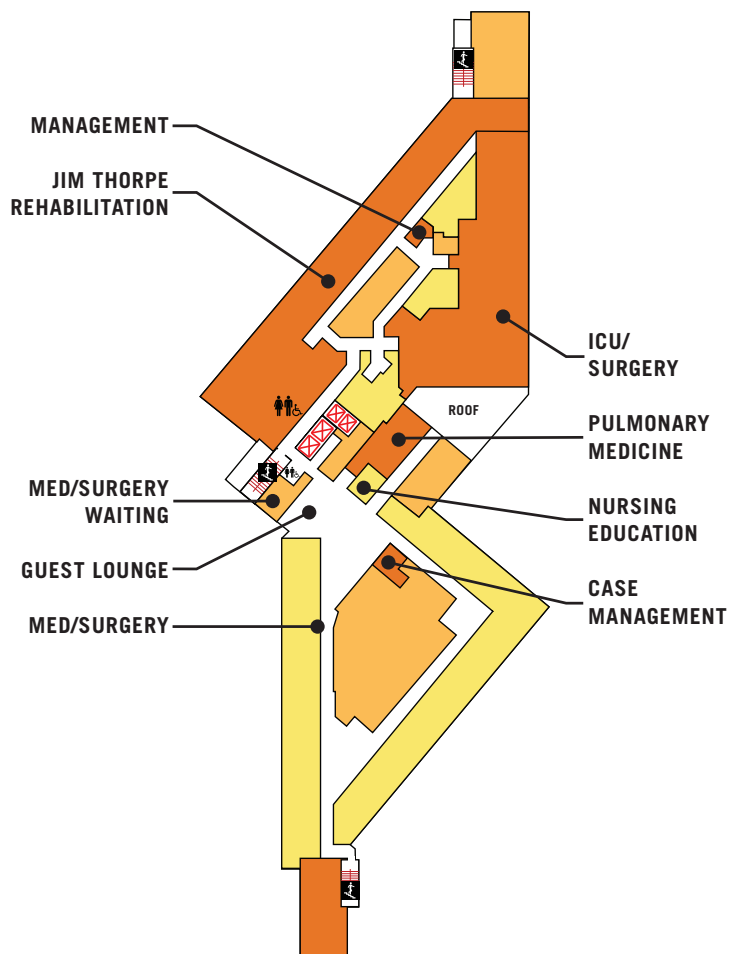 MANAGEMENT
JIM THORPE
REHABILITATION
ICU/
SURGERY
ROOF
PULMONARY
MEDICINE
MED/SURGERY
WAITING
NURSING
EDUCATION
GUEST LOUNGE
CASE
MANAGEMENT
MED/SURGERY